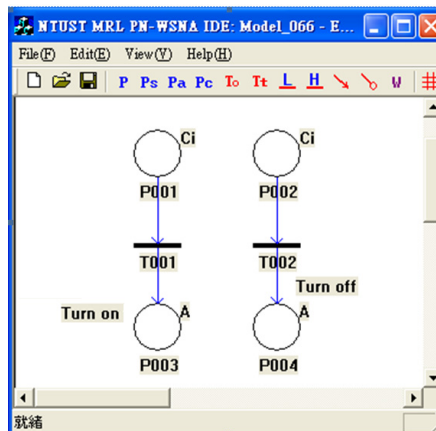 NTUST MRL PN-WSNA IDE: Model_066 - E...
File(F) Edit(E) View(V) Help(H)
P Ps Pa Pc To Tt L H W
Ci Ci
P001 P002
T001 T002
Turn off
Turn on A A
P003 P004
就緒